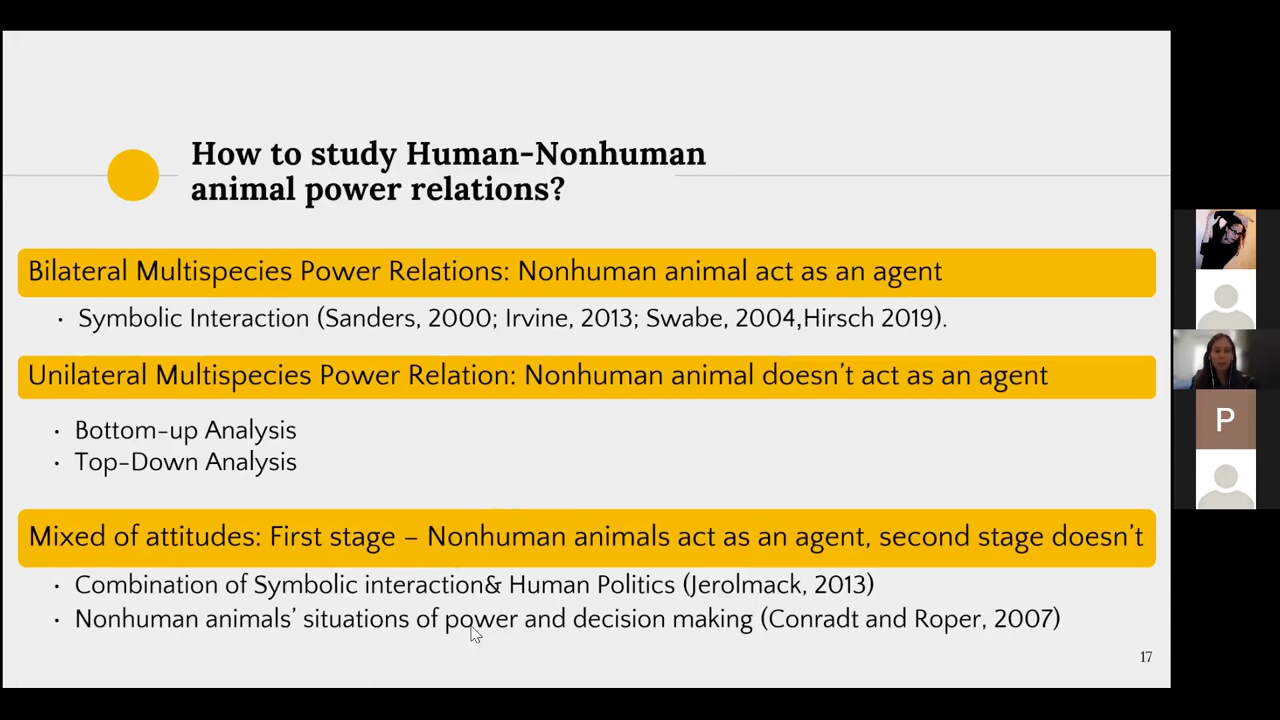 How to study Human-Nonhuman
animal power relations?
Bilateral Multispecies Power Relations: Nonhuman animal act as an agent
• Symbolic Interaction (Sanders, 2000; Irvine, 2013; Swabe, 2004,Hirsch 2019).
Unilateral Multispecies Power Relation: Nonhuman animal doesn't act as an agent
• Bottom-up Analysis
• Top-Down Analysis
Mixed of attitudes: First stage – Nonhuman animals act as an agent, second stage doesn't
• Combination of Symbolic interaction& Human Politics (Jerolmack, 2013)
• Nonhuman animals' situations of power and decision making (Conradt and Roper, 2007)
17
P